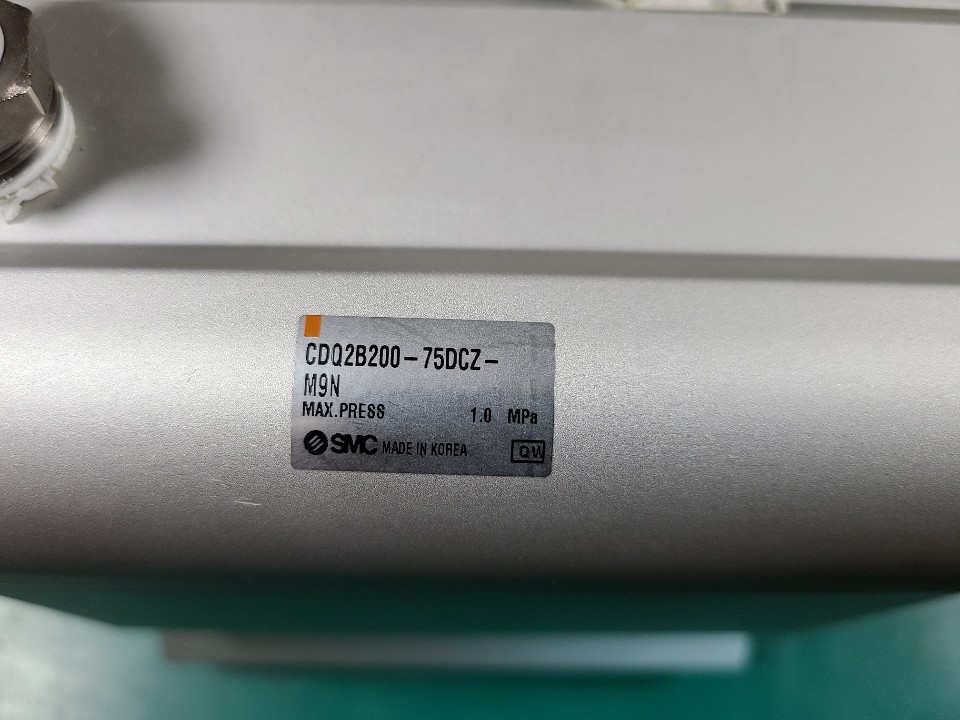 CDQ2B200-75DCZ-
M9N
MAX.PRESS 1.0 MPa
SMC MADE IN KOREA QW